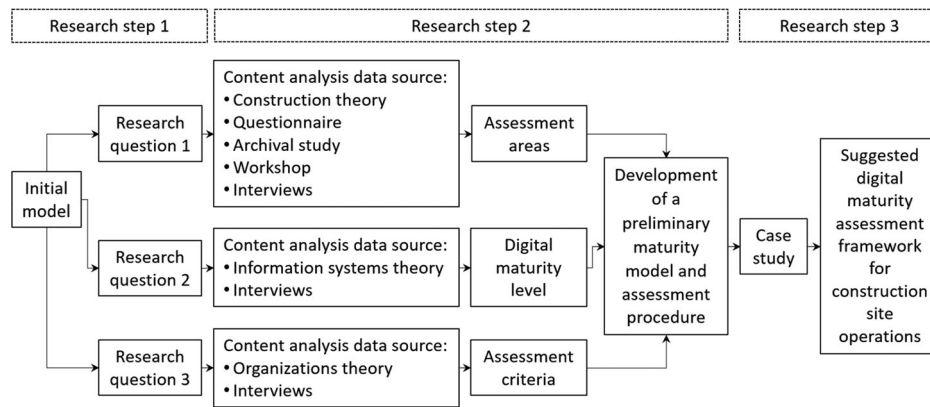 Research step 1
Research step 2
Research step 3
Initial
model
Research
question 1
Content analysis data source:
• Construction theory
• Questionnaire
• Archival study
• Workshop
• Interviews
Assessment
areas
Research
question 2
Content analysis data source:
• Information systems theory
• Interviews
Digital
maturity
level
Research
question 3
Content analysis data source:
• Organizations theory
• Interviews
Assessment
criteria
Development
of a
preliminary
maturity
model and
assessment
procedure
Case
study
Suggested
digital
maturity
assessment
framework
for
construction
site
operations